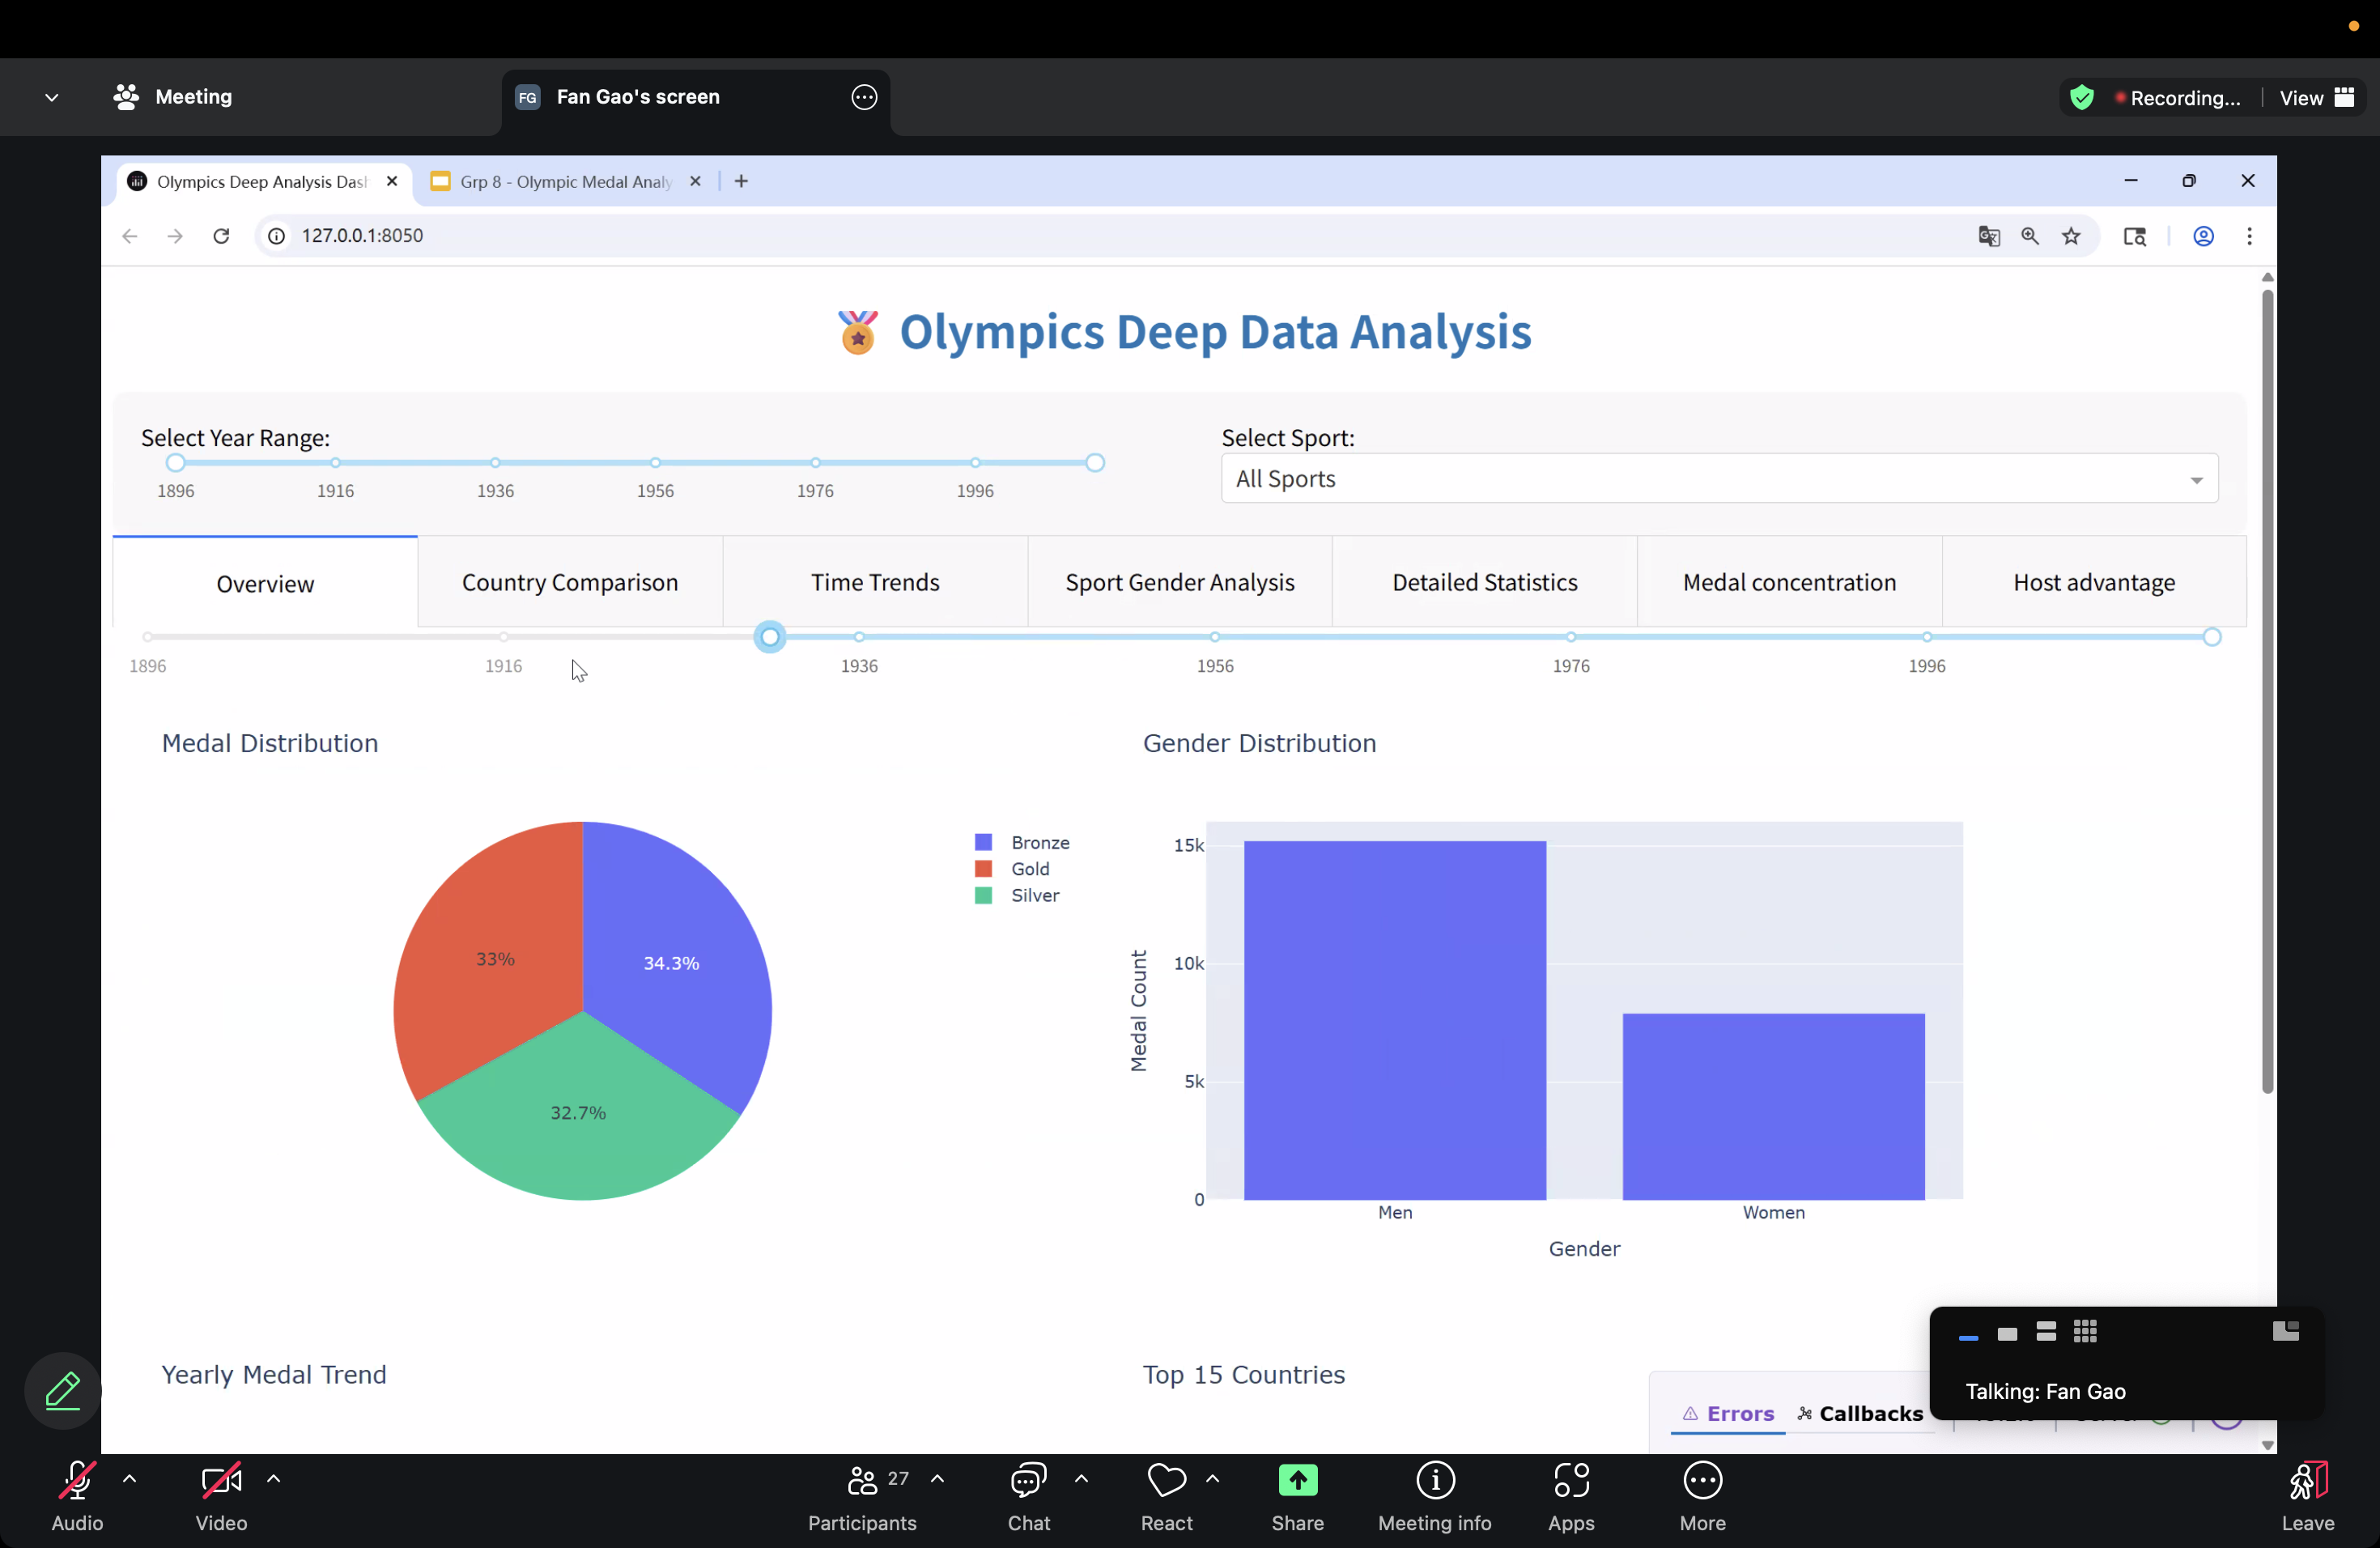 Meeting
FG Fan Gao's screen
Recording...
View
Olympics Deep Analysis Dash
Grp 8 - Olympic Medal Analy
127.0.0.1:8050
Olympics Deep Data Analysis
Select Year Range:
Select Sport:
1896 1916 1936 1956 1976 1996
All Sports
Overview Country Comparison Time Trends Sport Gender Analysis Detailed Statistics Medal concentration Host advantage
1896 1916 1936 1956 1976 1996
Medal Distribution
Gender Distribution
33%
34.3%
32.7%
Bronze
Gold
Silver
15k
10k
5k
0
Medal Count
Men Women
Gender
Yearly Medal Trend
Top 15 Countries
Errors Callbacks
Talking: Fan Gao
27
Audio Video Participants Chat React Share Meeting info Apps More Leave